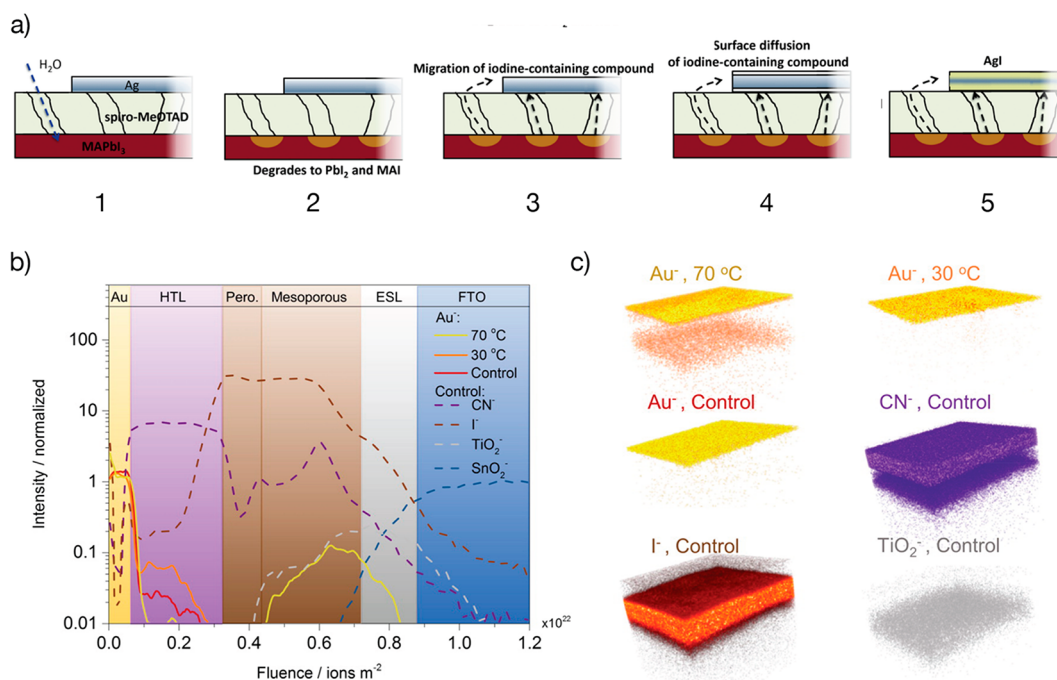 a)
H₂O
Ag
spiro-MeOTAD
MAPbI₃
1
Degrades to PbI₂ and MAI
2
Migration of iodine-containing compound
3
Surface diffusion
of iodine-containing compound
4
AgI
5
b)
Au HTL Pero. Mesoporous ESL FTO
Au⁻:
70 °C
30 °C
Control
Control:
CN⁻
I⁻
TiO₂⁻
SnO₂⁻
Intensity / normalized
100
10
1
0.1
0.01
0.0 0.2 0.4 0.6 0.8 1.0 1.2
x10²²
Fluence / ions m⁻²
c)
Au⁻, 70 °C
Au⁻, 30 °C
Au⁻, Control
CN⁻, Control
I⁻, Control
TiO₂⁻, Control